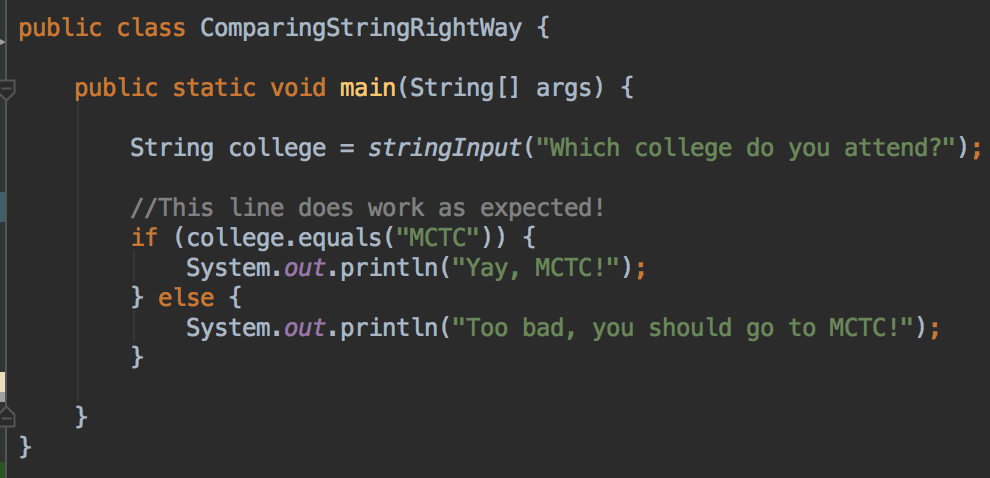 public class ComparingStringRightWay {
public static void main(String[] args) {
String college = stringInput("Which college do you attend?");
//This line does work as expected!
if (college.equals("MCTC")) {
System.out.println("Yay, MCTC!");
} else {
System.out.println("Too bad, you should go to MCTC!");
}
}
}